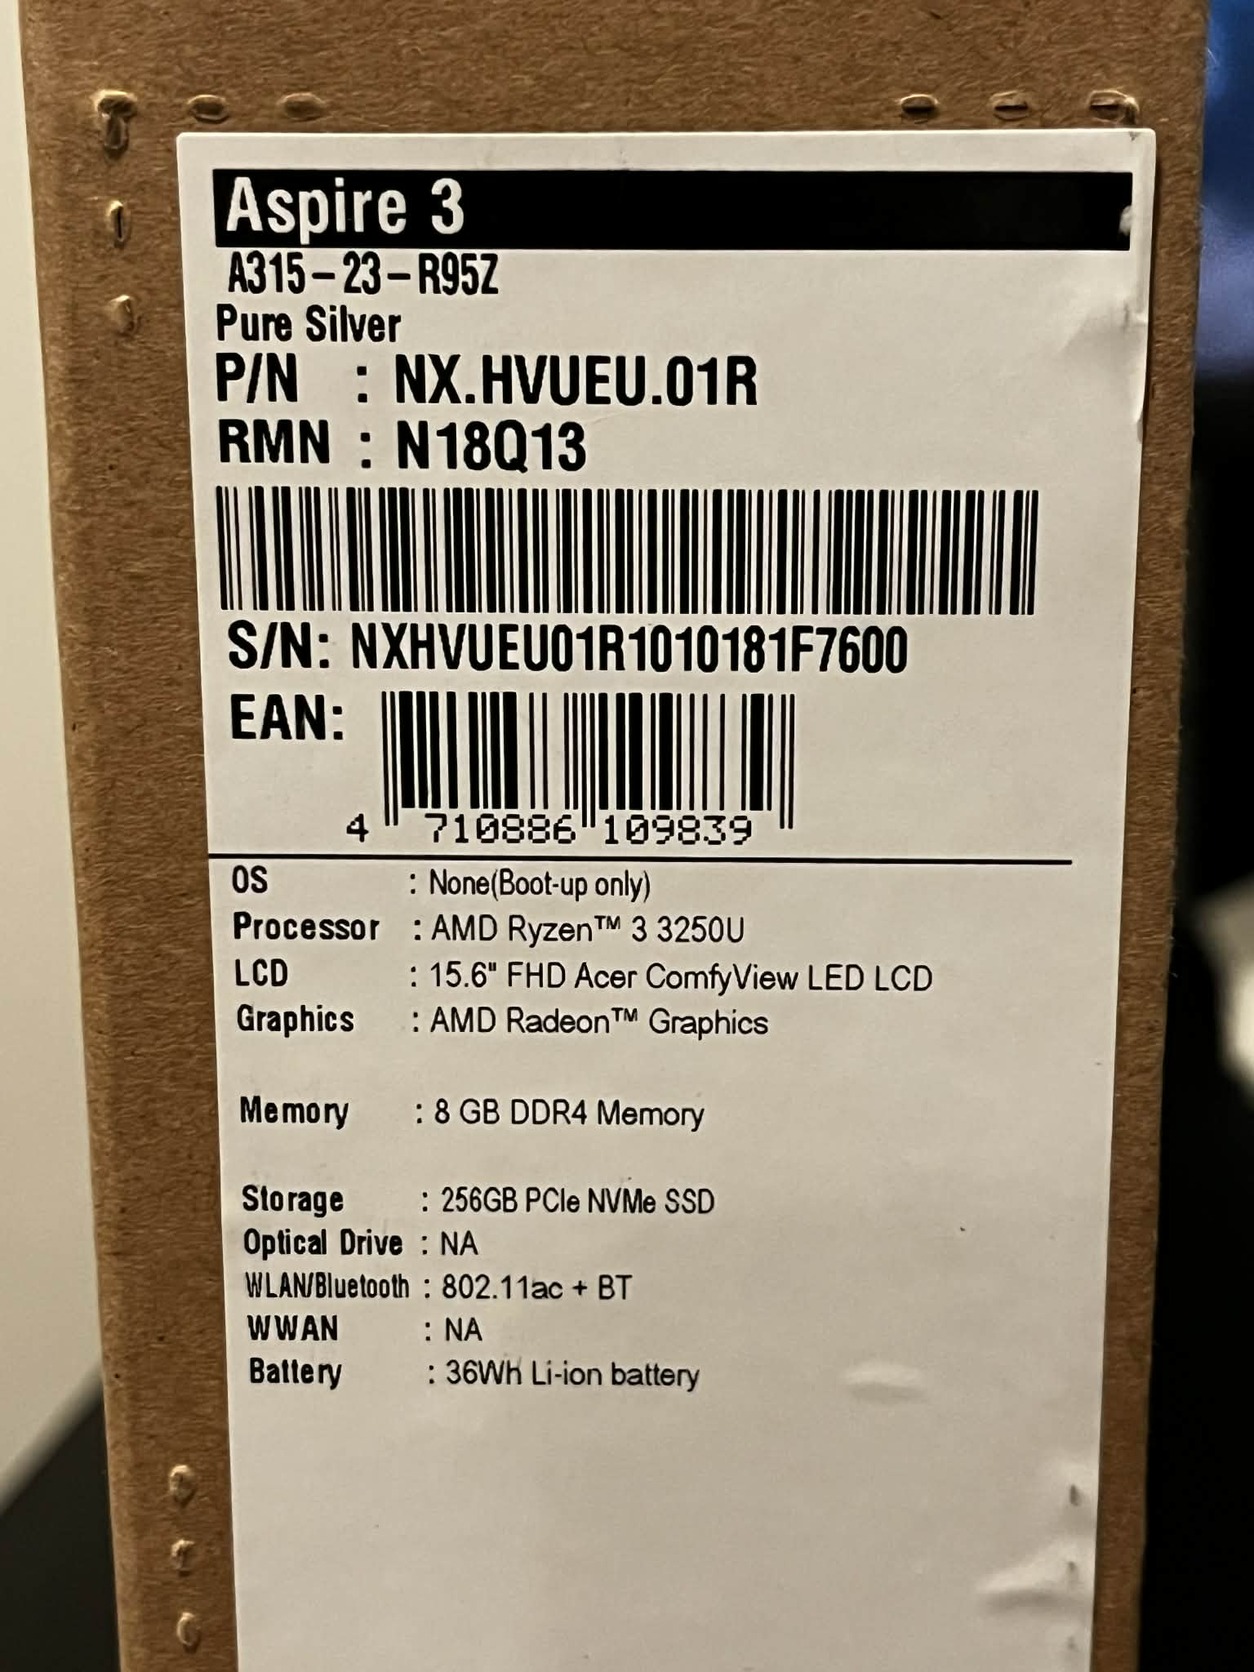 Aspire 3
A315-23-R95Z
Pure Silver
P/N : NX.HVUEU.01R
RMN : N18Q13
S/N: NXHVUEU01R1010181F7600
EAN:
4 710886 109839
OS : None(Boot-up only)
Processor : AMD Ryzen™ 3 3250U
LCD : 15.6" FHD Acer ComfyView LED LCD
Graphics : AMD Radeon™ Graphics
Memory : 8 GB DDR4 Memory
Storage : 256GB PCIe NVMe SSD
Optical Drive : NA
WLAN/Bluetooth : 802.11ac + BT
WWAN : NA
Battery : 36Wh Li-ion battery